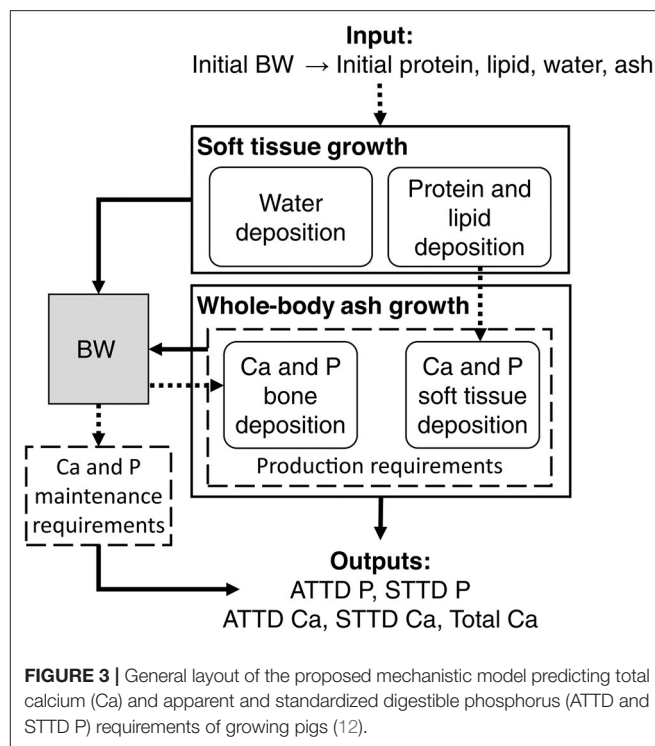 Input:
Initial BW → Initial protein, lipid, water, ash
Soft tissue growth
Water
deposition
Protein and
lipid
deposition
Whole-body ash growth
BW
Ca and P
bone
deposition
Ca and P
soft tissue
deposition
Production requirements
Ca and P
maintenance
requirements
Outputs:
ATTD P, STTD P
ATTD Ca, STTD Ca, Total Ca
FIGURE 3 | General layout of the proposed mechanistic model predicting total
calcium (Ca) and apparent and standardized digestible phosphorus (ATTD and
STTD P) requirements of growing pigs (12).